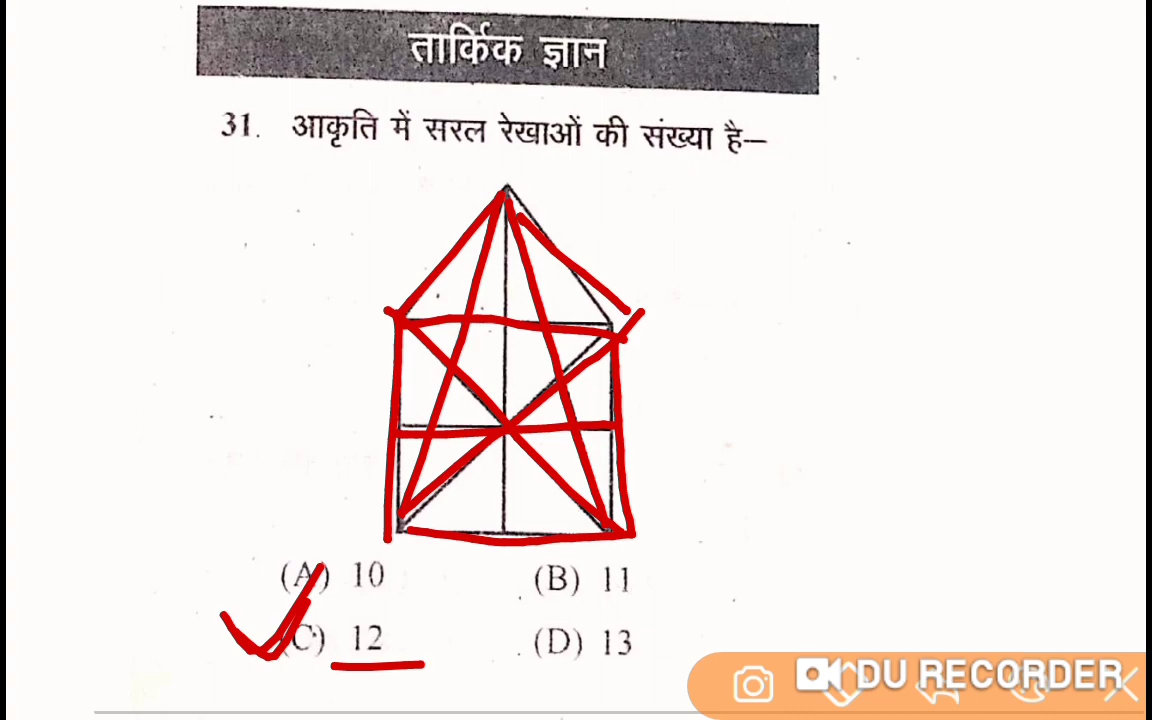 तार्किक ज्ञान
31. आकृति में सरल रेखाओं की संख्या है–
(A) 10 (B) 11
(C) 12 (D) 13
DU RECORDER